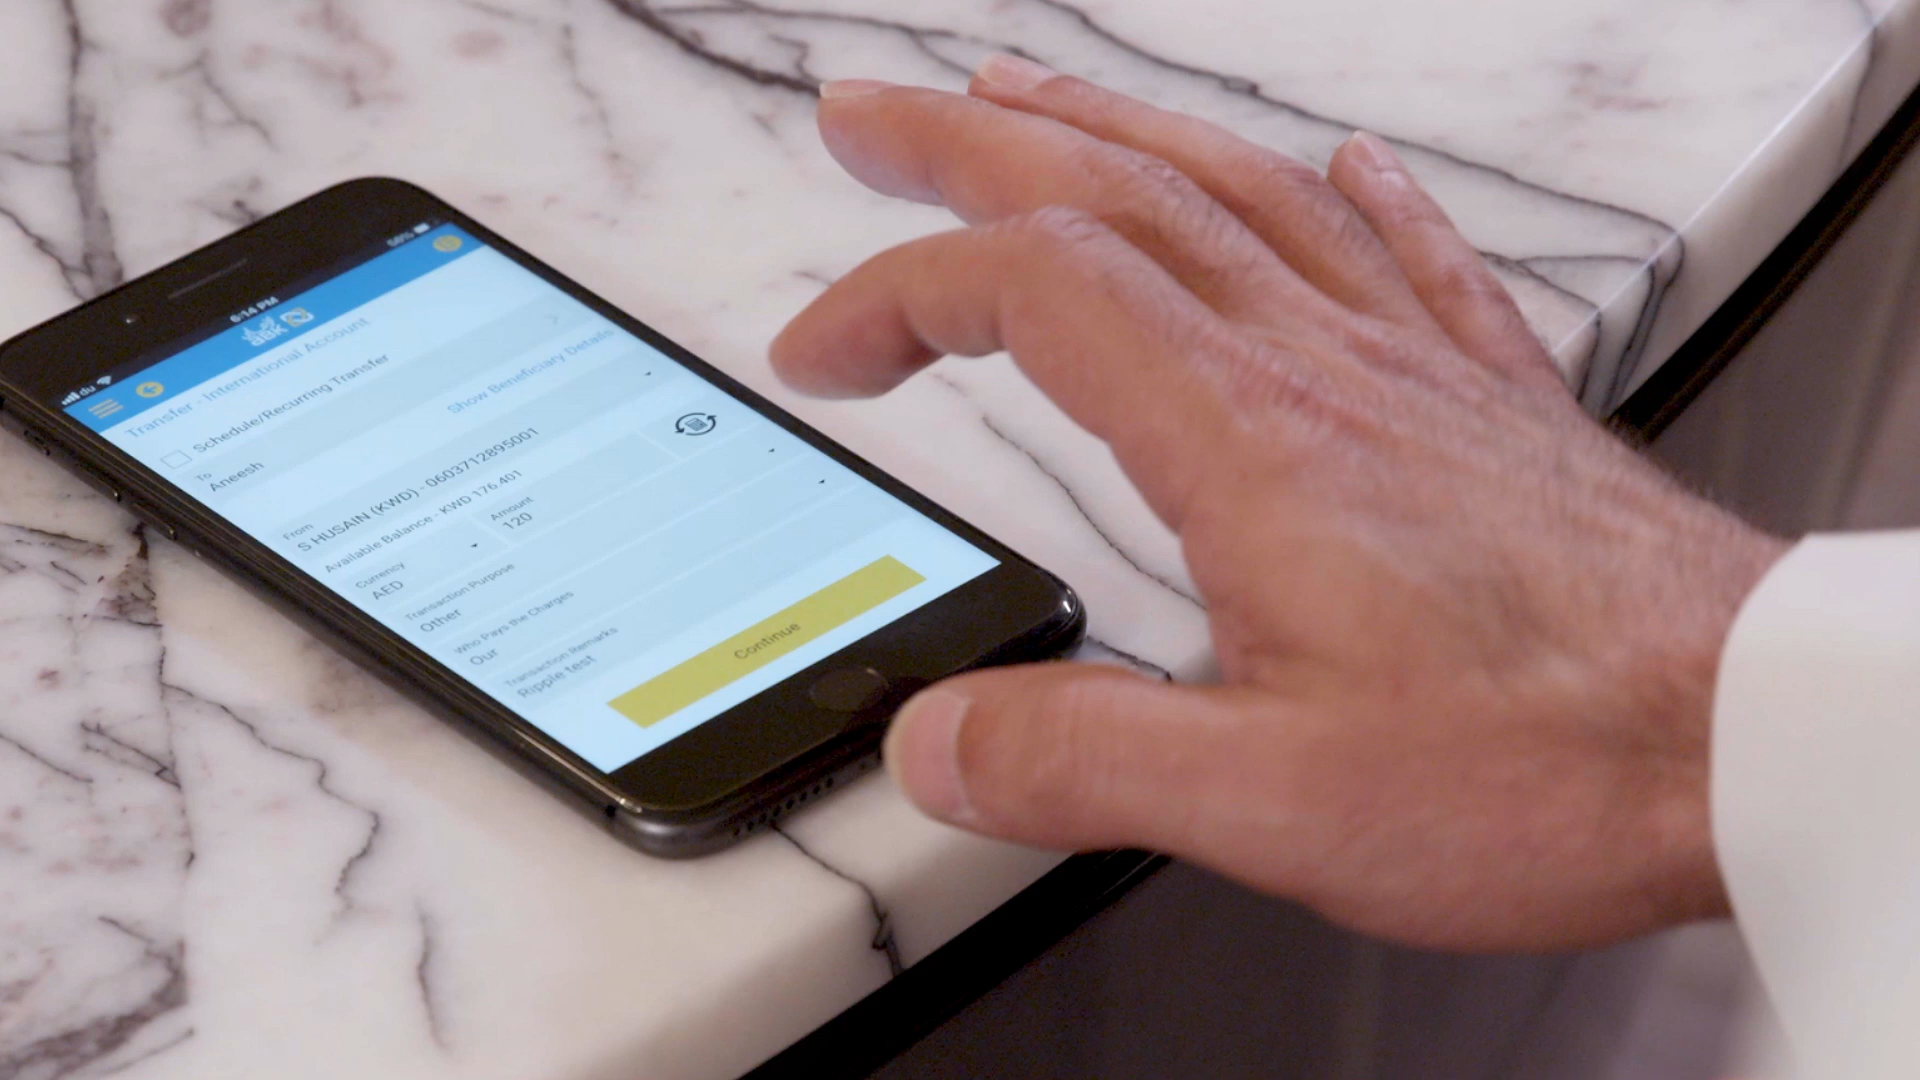 du
6:14 PM
56%
abk
Transfer - International Account
Schedule/Recurring Transfer
To
Aneesh
Show Beneficiary Details
From
S HUSAIN (KWD) - 0603712895001
Available Balance - KWD 176.401
Currency
AED
Amount
120
Transaction Purpose
Other
Who Pays the Charges
Our
Transaction Remarks
Ripple test
Continue